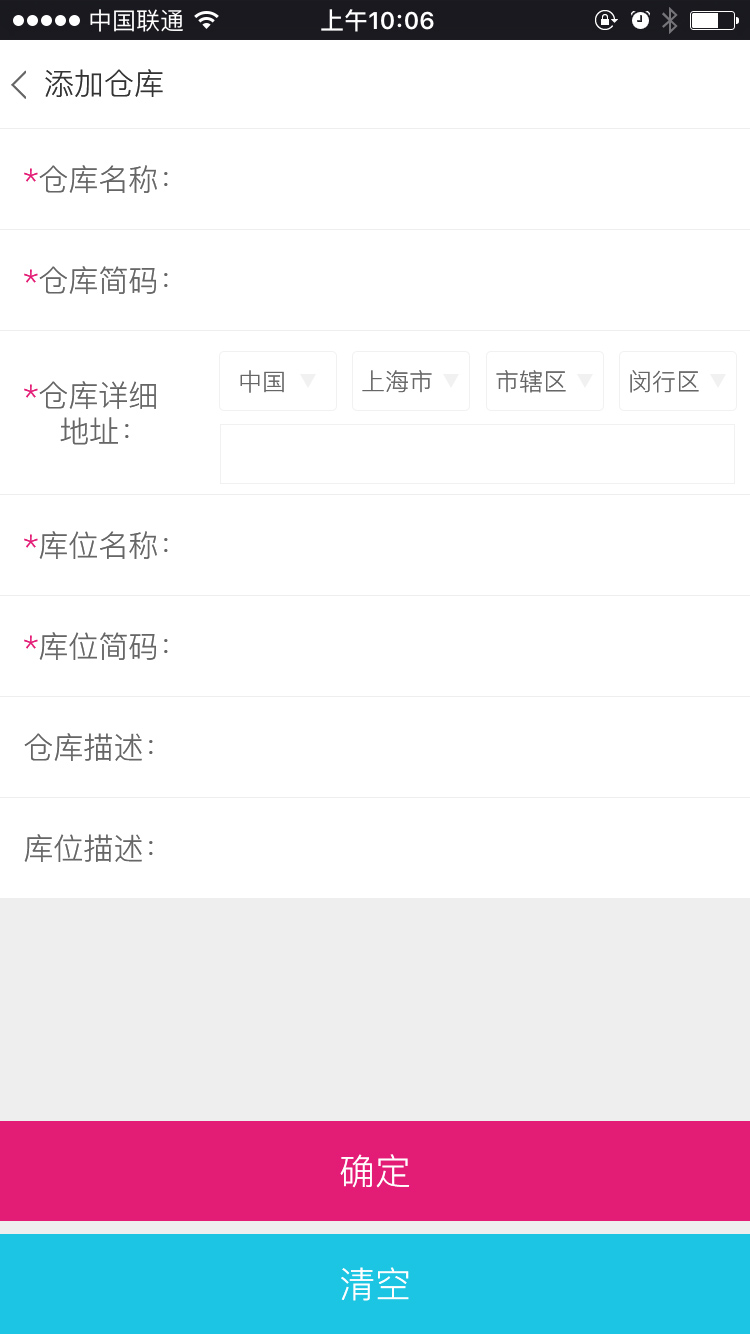 中国联通 上午10:06
添加仓库
*仓库名称：
*仓库简码：
中国 上海市 市辖区 闵行区
*仓库详细
地址：
*库位名称：
*库位简码：
仓库描述：
库位描述：
确定
清空